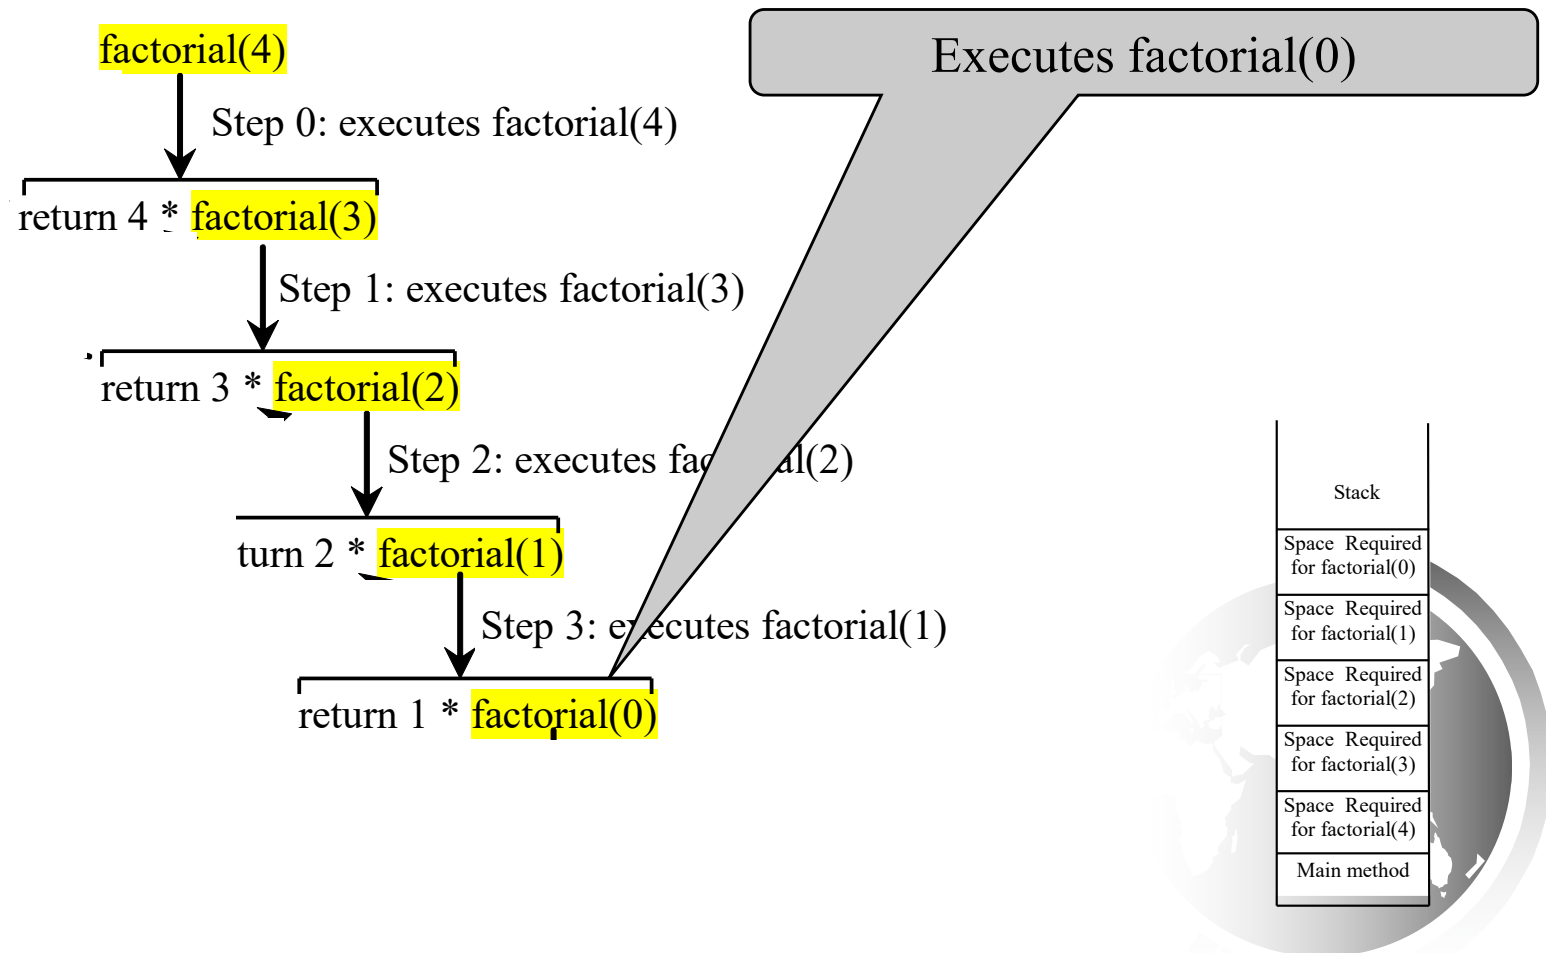 factorial(4)
Executes factorial(0)
Step 0: executes factorial(4)
return 4 * factorial(3)
Step 1: executes factorial(3)
return 3 * factorial(2)
Step 2: executes fac al(2)
turn 2 * factorial(1)
Step 3: executes factorial(1)
return 1 * factorial(0)
Stack
Space Required
for factorial(0)
Space Required
for factorial(1)
Space Required
for factorial(2)
Space Required
for factorial(3)
Space Required
for factorial(4)
Main method